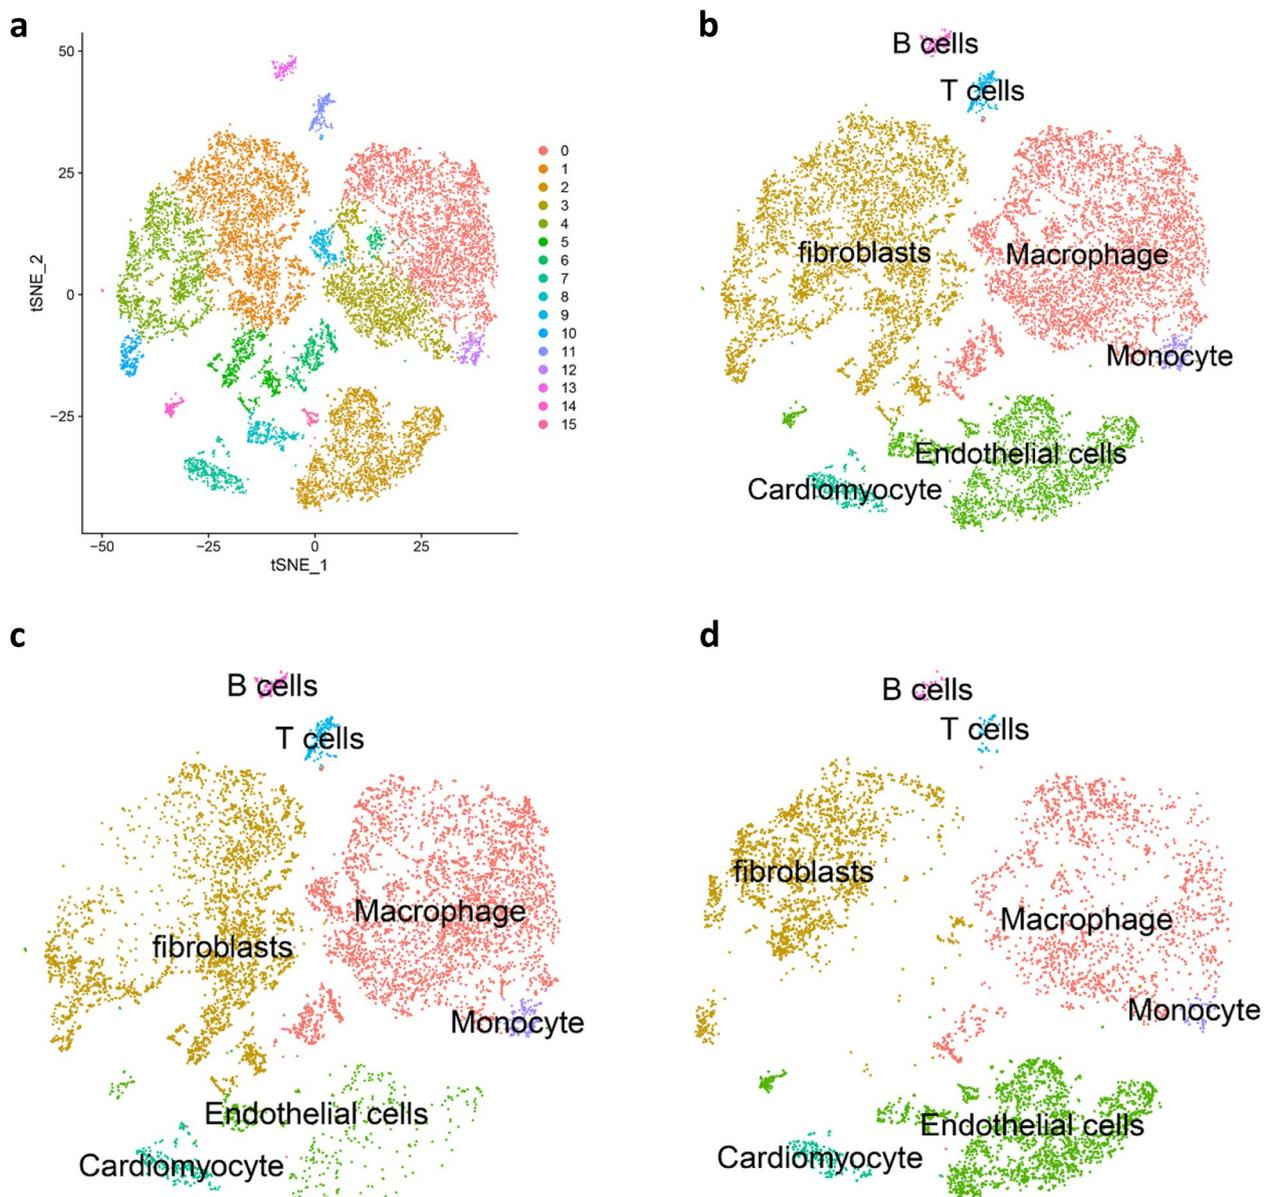 a
50
25
0
−25
tSNE_2
−50
−25
0
25
tSNE_1
0
1
2
3
4
5
6
7
8
9
10
11
12
13
14
15
b
B cells
T cells
fibroblasts
Macrophage
Monocyte
Endothelial cells
Cardiomyocyte
c
B cells
T cells
Macrophage
fibroblasts
Monocyte
Endothelial cells
Cardiomyocyte
d
B cells
T cells
fibroblasts
Macrophage
Monocyte
Endothelial cells
Cardiomyocyte